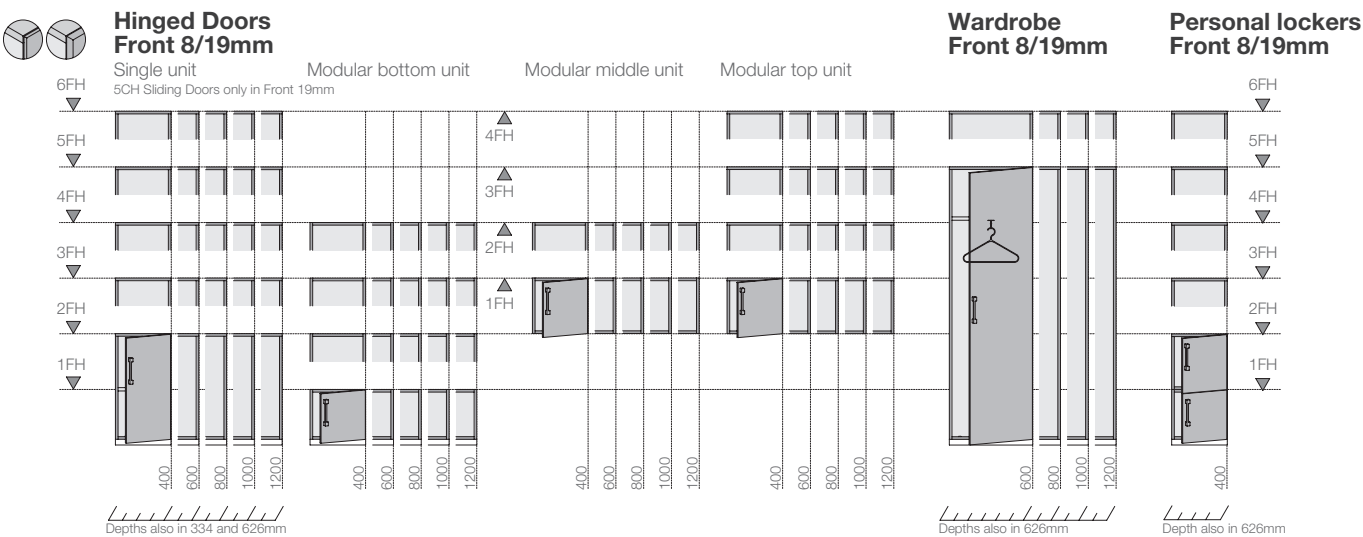 Hinged Doors
Front 8/19mm
Single unit
5CH Sliding Doors only in Front 19mm
Modular bottom unit
Modular middle unit
Modular top unit
Wardrobe
Front 8/19mm
Personal lockers
Front 8/19mm
6FH
5FH
4FH
3FH
2FH
1FH
4FH
3FH
2FH
1FH
6FH
5FH
4FH
3FH
2FH
1FH
400 600 800 1000 1200
400 600 800 1000 1200
400 600 800 1000 1200
400 600 800 1000 1200
600 800 1000 1200
400
Depths also in 334 and 626mm
Depths also in 626mm
Depth also in 626mm